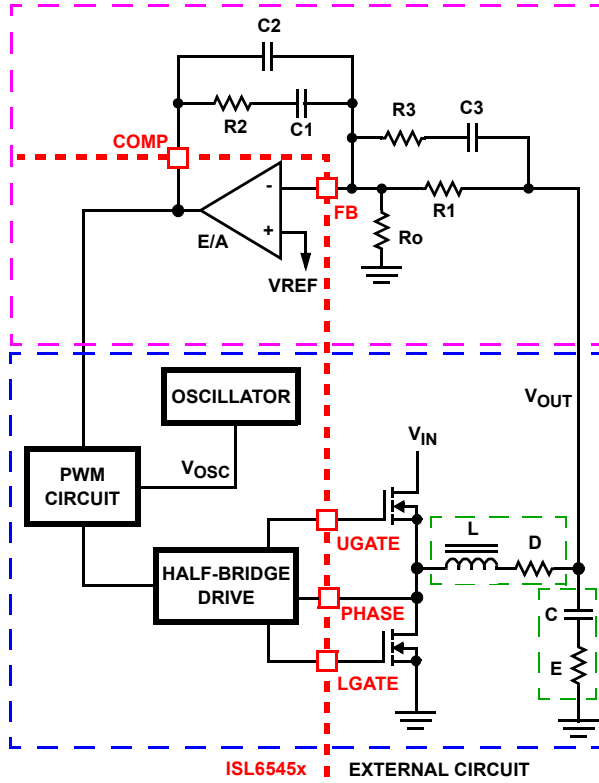 C2
R2
C1
R3
C3
COMP
-
FB
R1
E/A
+
Ro
VREF
OSCILLATOR
VOUT
VIN
PWM
CIRCUIT
VOSC
UGATE
L
D
HALF-BRIDGE
DRIVE
PHASE
C
E
LGATE
ISL6545x
EXTERNAL CIRCUIT